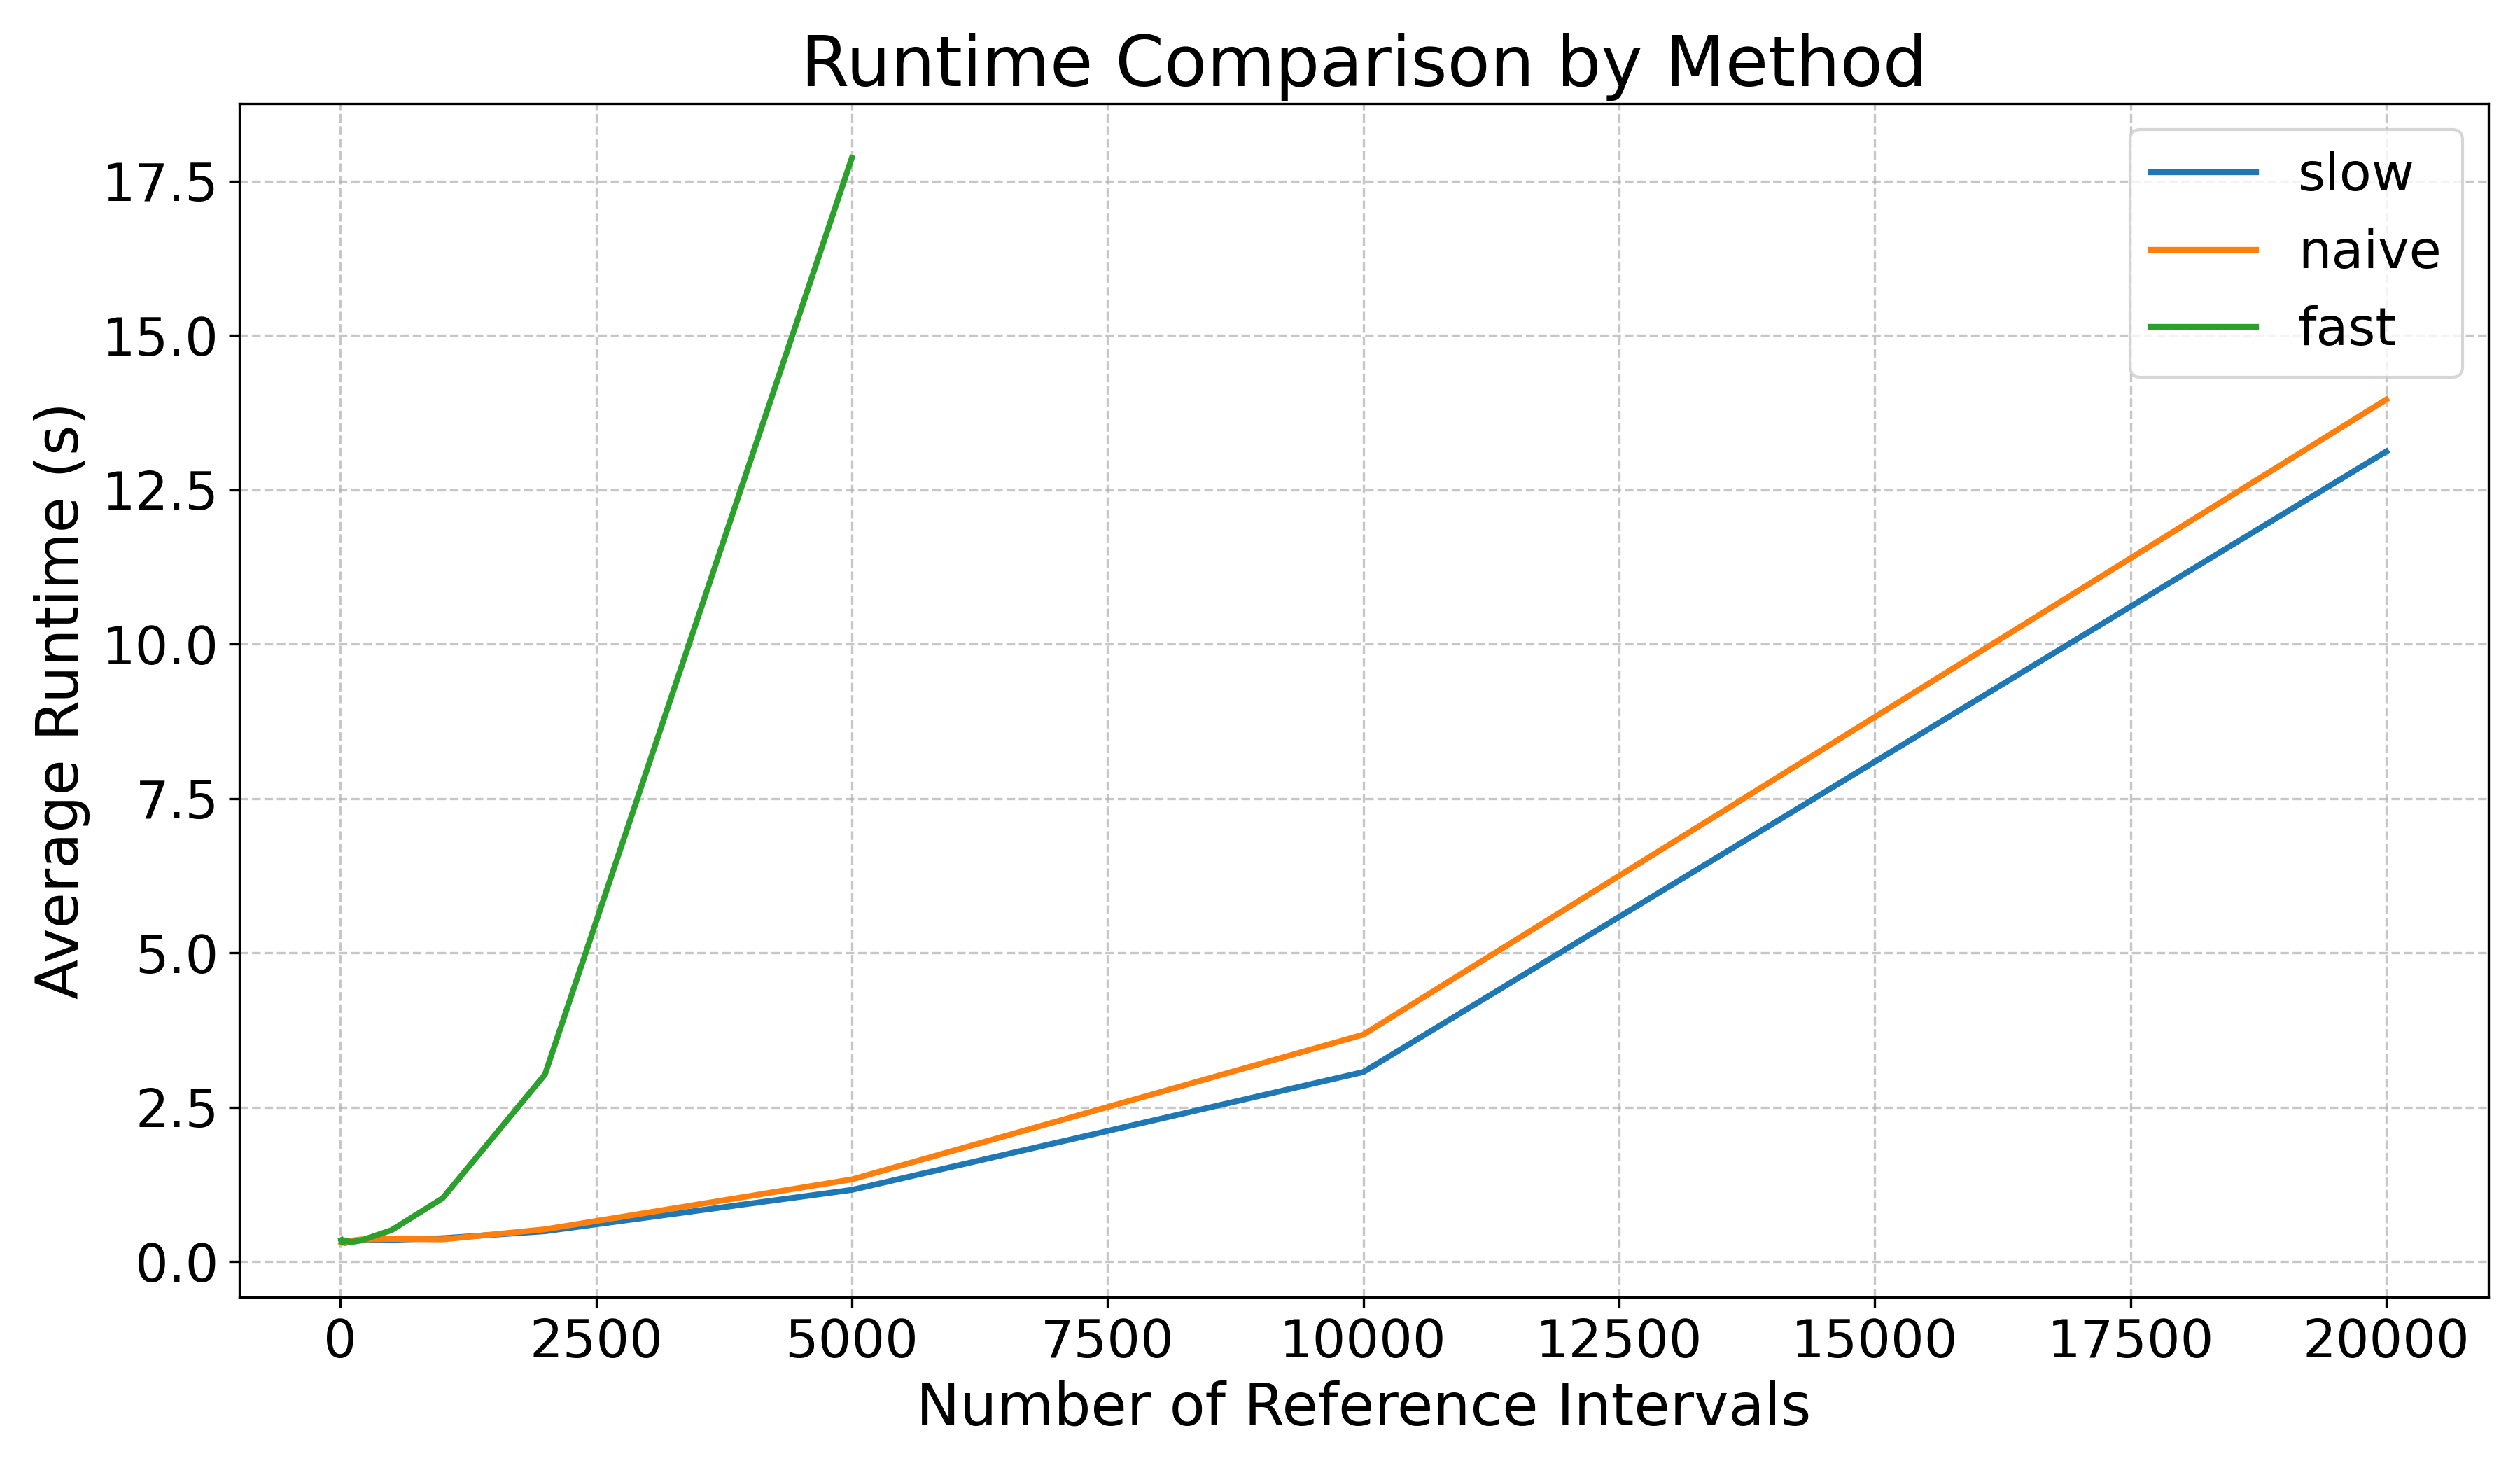 Runtime Comparison by Method
Average Runtime (s)
17.5
15.0
12.5
10.0
7.5
5.0
2.5
0.0
slow
naive
fast
0 2500 5000 7500 10000 12500 15000 17500 20000
Number of Reference Intervals